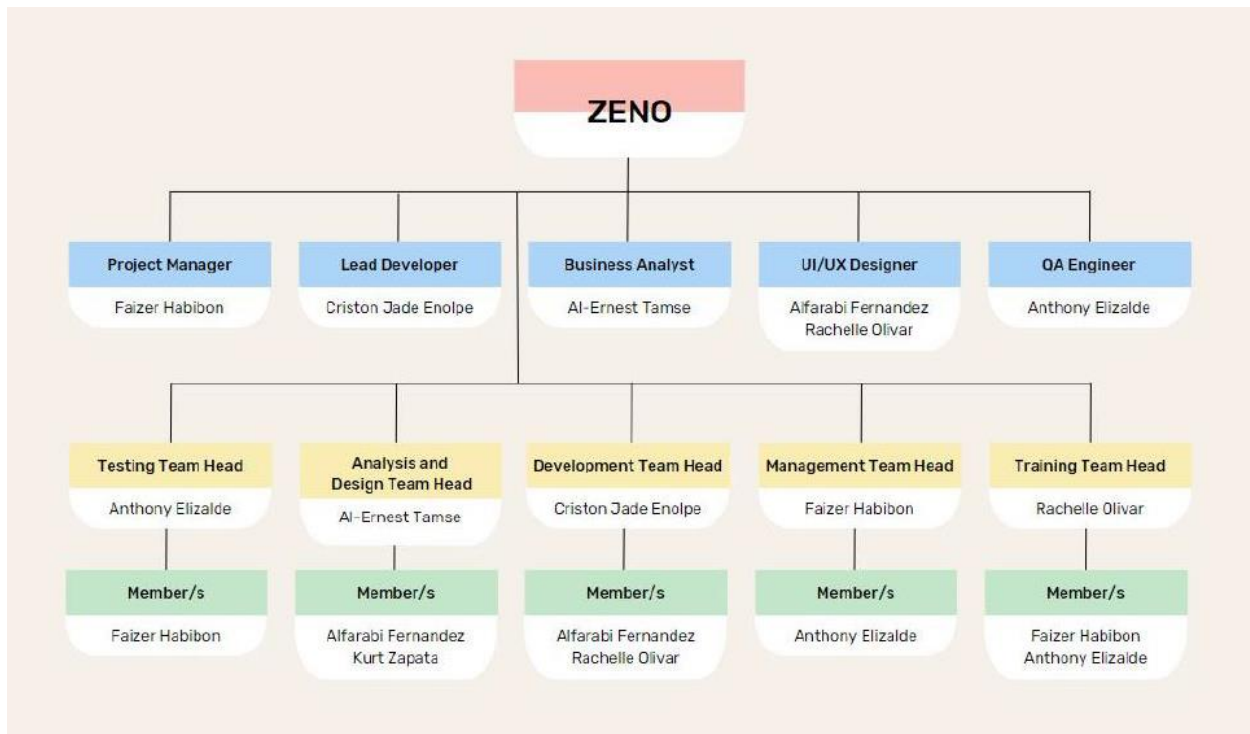 ZENO
Project Manager
Faizer Habibon
Lead Developer
Criston Jade Enolpe
Business Analyst
Al-Ernest Tamse
UI/UX Designer
Alfarabi Fernandez
Rachelle Olivar
QA Engineer
Anthony Elizalde
Testing Team Head
Anthony Elizalde
Analysis and
Design Team Head
Al-Ernest Tamse
Development Team Head
Criston Jade Enolpe
Management Team Head
Faizer Habibon
Training Team Head
Rachelle Olivar
Member/s
Faizer Habibon
Member/s
Alfarabi Fernandez
Kurt Zapata
Member/s
Alfarabi Fernandez
Rachelle Olivar
Member/s
Anthony Elizalde
Member/s
Faizer Habibon
Anthony Elizalde